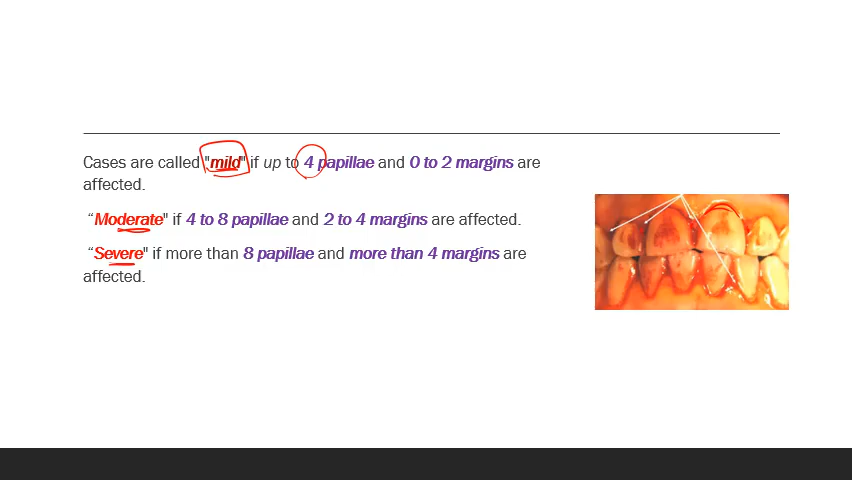 Cases are called "mild" if up to 4 papillae and 0 to 2 margins are
affected.
“Moderate" if 4 to 8 papillae and 2 to 4 margins are affected.
“Severe" if more than 8 papillae and more than 4 margins are
affected.